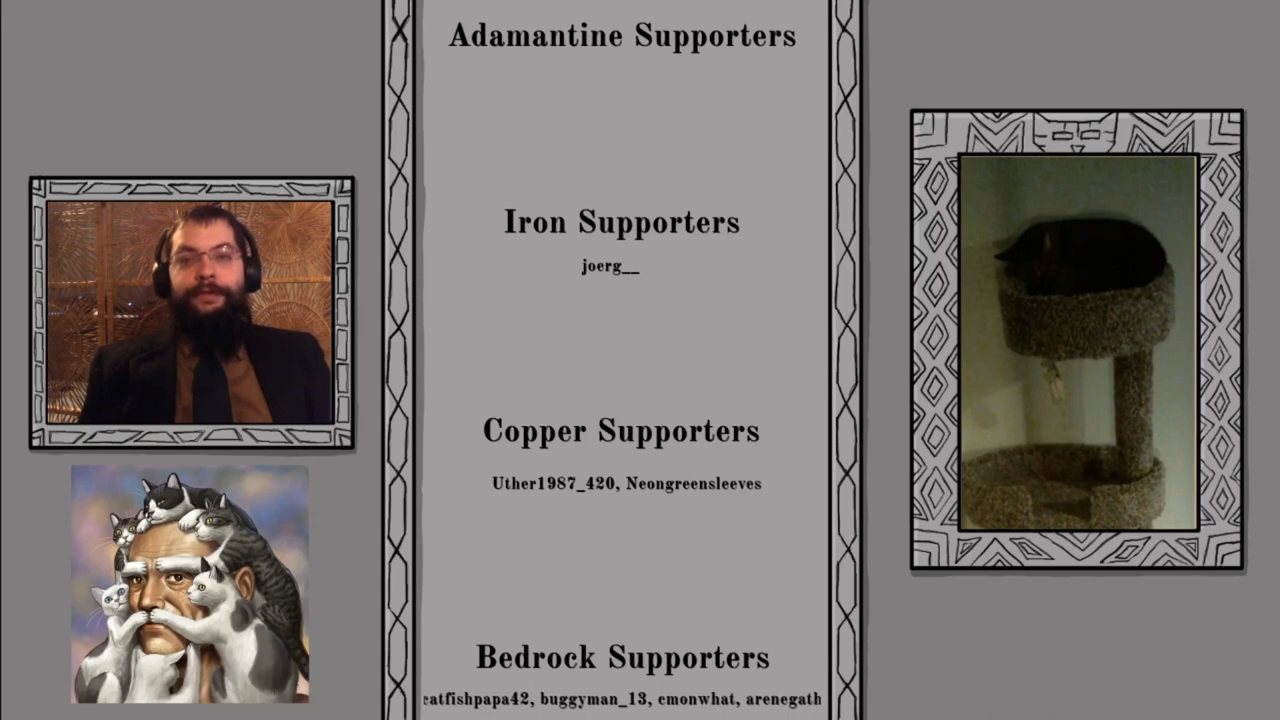 Adamantine Supporters
Iron Supporters
joerg__
Copper Supporters
Uther1987_420, Neongreensleeves
Bedrock Supporters
catfishpapa42, buggyman_13, cmonwhat, arenegath